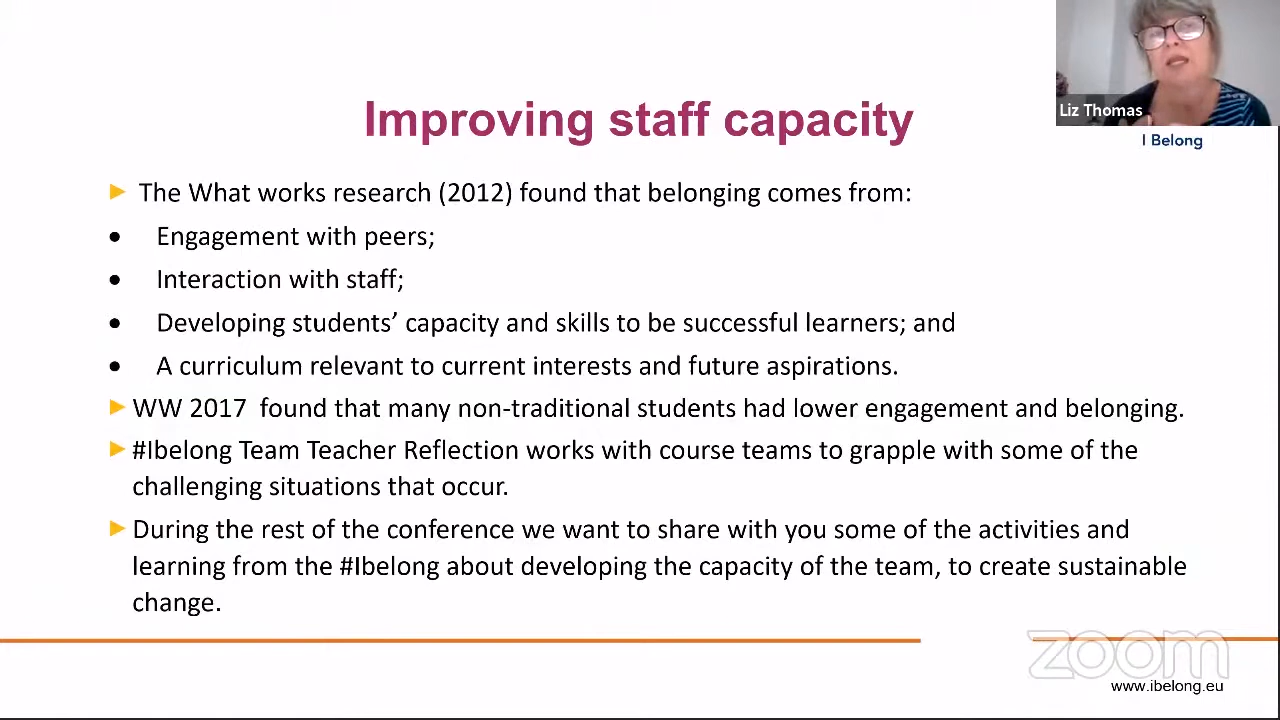 Liz Thomas
I Belong
Improving staff capacity
The What works research (2012) found that belonging comes from:
• Engagement with peers;
• Interaction with staff;
• Developing students’ capacity and skills to be successful learners; and
• A curriculum relevant to current interests and future aspirations.
WW 2017 found that many non-traditional students had lower engagement and belonging.
#Ibelong Team Teacher Reflection works with course teams to grapple with some of the
challenging situations that occur.
During the rest of the conference we want to share with you some of the activities and
learning from the #Ibelong about developing the capacity of the team, to create sustainable
change.
zoom
www.ibelong.eu